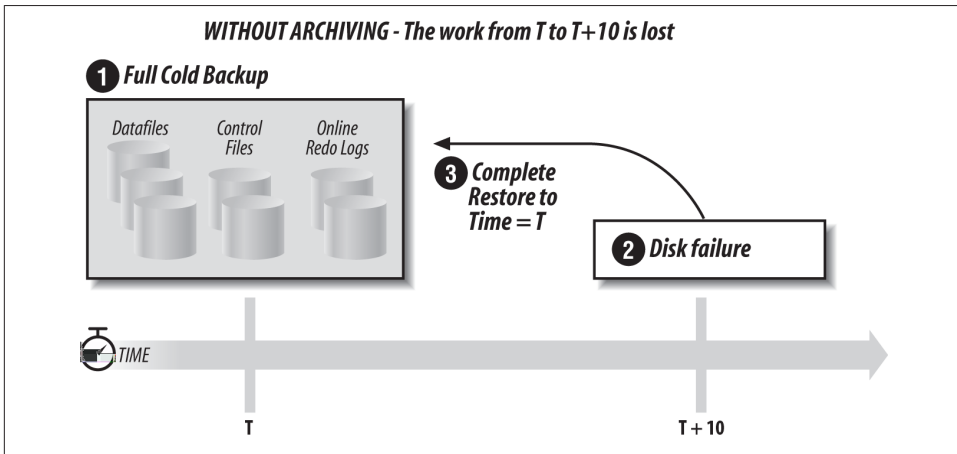 WITHOUT ARCHIVING - The work from T to T+10 is lost
1 Full Cold Backup
Datafiles
Control
Files
Online
Redo Logs
3 Complete
Restore to
Time = T
2 Disk failure
TIME
T
T + 10